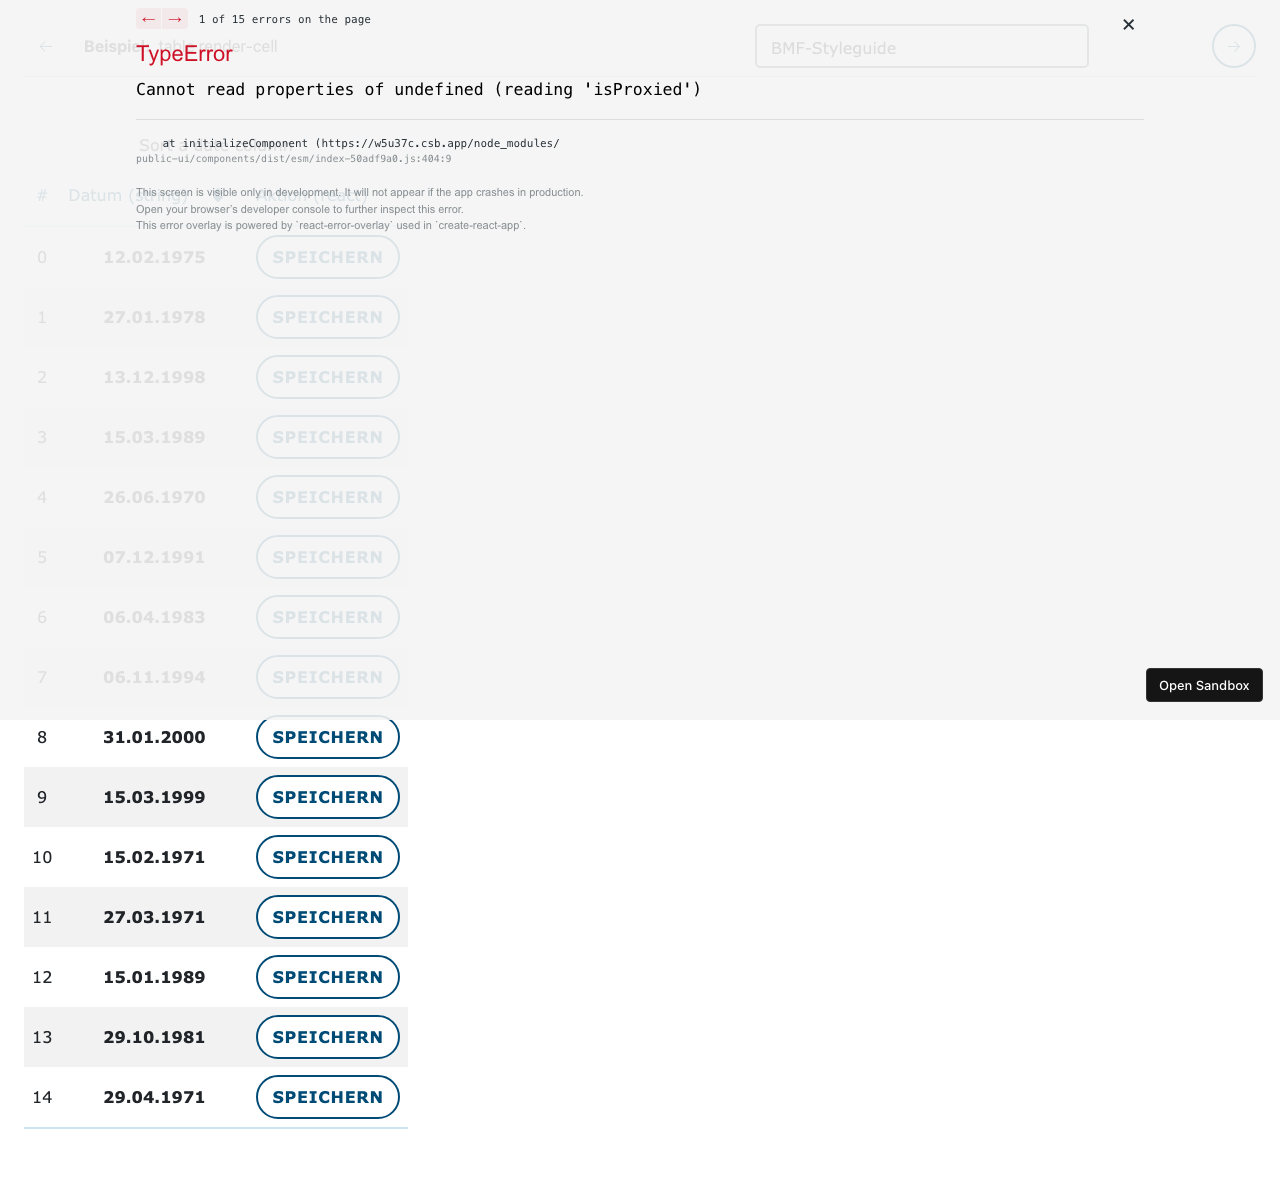 ← → 1 of 15 errors on the page
✕
← Beispiel table render-cell
BMF-Styleguide
→
TypeError
Cannot read properties of undefined (reading 'isProxied')
Sort a date column
at initializeComponent (https://w5u37c.csb.app/node_modules/
public-ui/components/dist/esm/index-50adf9a0.js:404:9
# Datum (string) Aktion (react)
This screen is visible only in development. It will not appear if the app crashes in production.
Open your browser's developer console to further inspect this error.
This error overlay is powered by `react-error-overlay` used in `create-react-app`.
0 12.02.1975 SPEICHERN
1 27.01.1978 SPEICHERN
2 13.12.1998 SPEICHERN
3 15.03.1989 SPEICHERN
4 26.06.1970 SPEICHERN
5 07.12.1991 SPEICHERN
6 06.04.1983 SPEICHERN
7 06.11.1994 SPEICHERN
Open Sandbox
8 31.01.2000 SPEICHERN
9 15.03.1999 SPEICHERN
10 15.02.1971 SPEICHERN
11 27.03.1971 SPEICHERN
12 15.01.1989 SPEICHERN
13 29.10.1981 SPEICHERN
14 29.04.1971 SPEICHERN